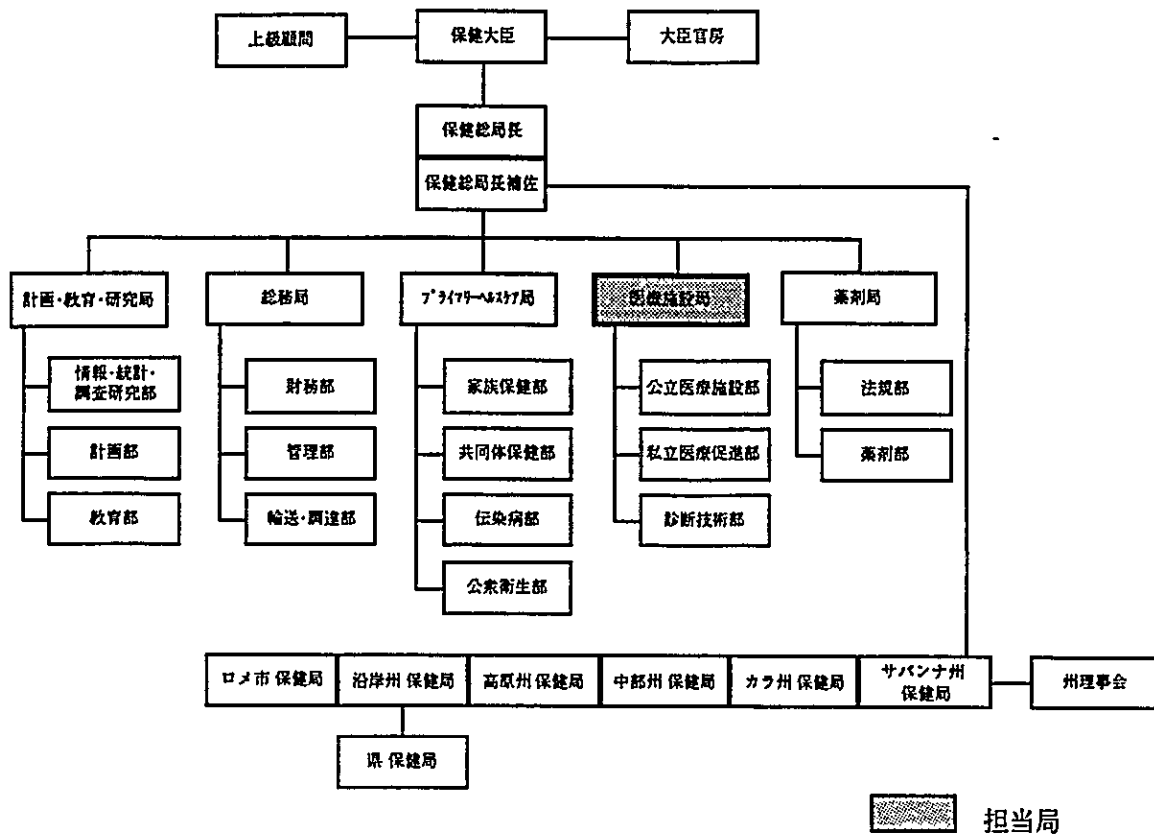 上級顧問
保健大臣
大臣官房
保健総局長
保健総局長補佐
計画・教育・研究局
総務局
プライマリーヘルスケア局
医療施設局
薬剤局
情報・統計・
調査研究部
財務部
家族保健部
公立医療施設部
法規部
計画部
管理部
共同体保健部
私立医療促進部
薬剤部
教育部
輸送・調達部
伝染病部
診断技術部
公衆衛生部
ロメ市 保健局
沿岸州 保健局
高原州 保健局
中部州 保健局
カラ州 保健局
サバンナ州
保健局
州理事会
県 保健局
担当局